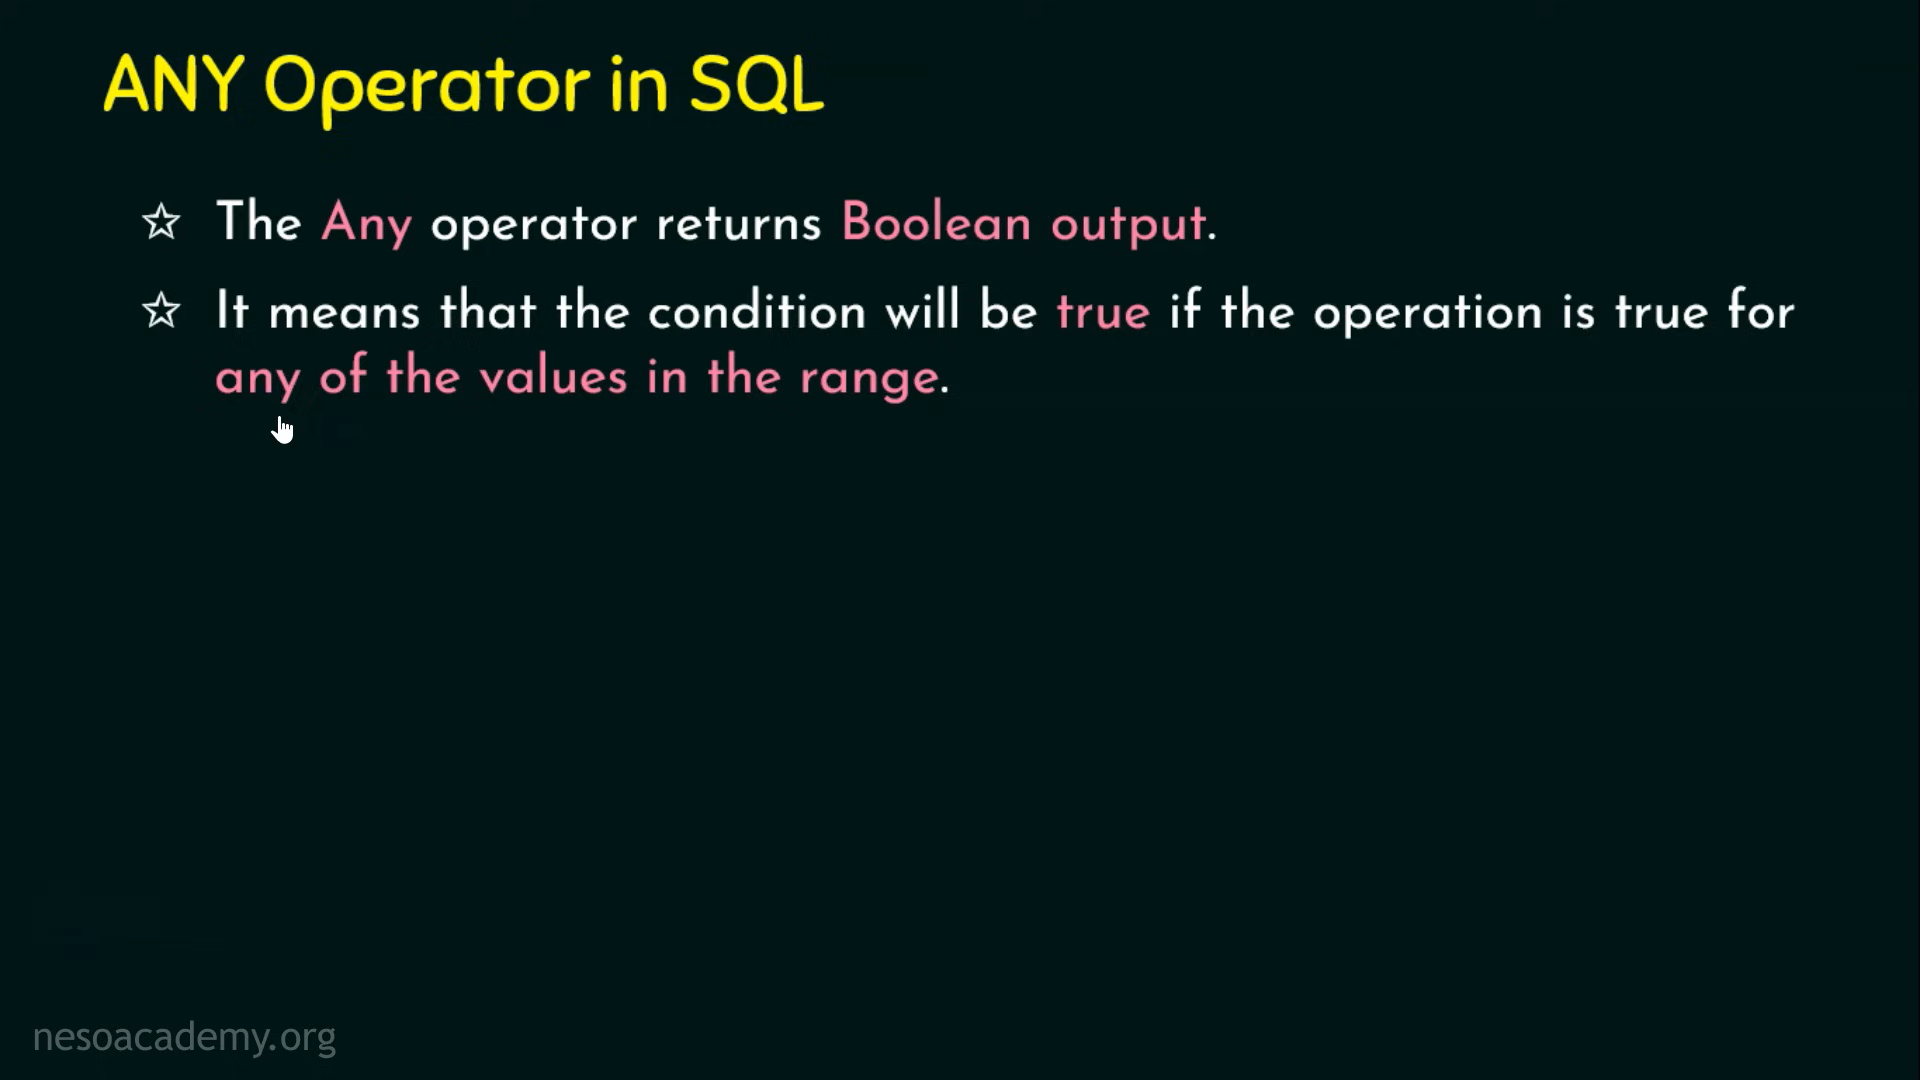 ANY Operator in SQL
☆ The Any operator returns Boolean output.
☆ It means that the condition will be true if the operation is true for
any of the values in the range.
nesoacademy.org